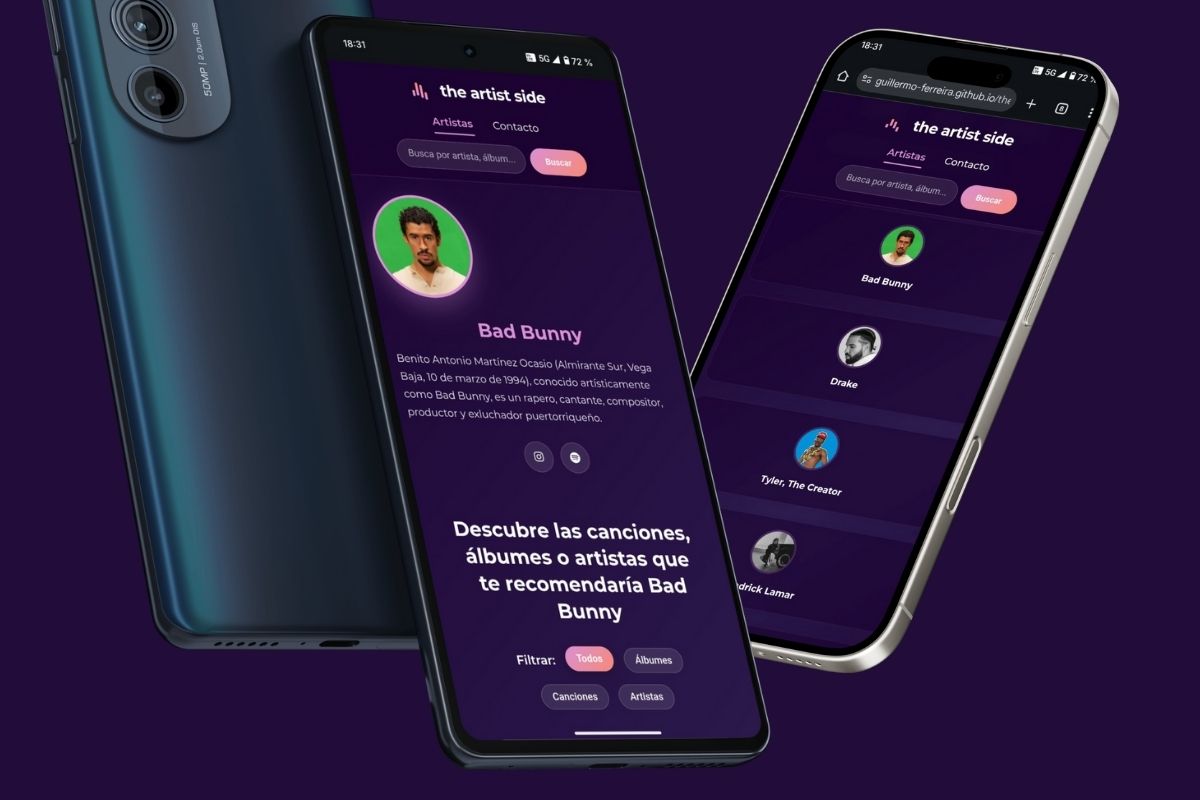 50MP | 2.0um OIS
18:31
5G
72 %
the artist side
Artistas
Contacto
Busca por artista, álbum...
Buscar
Bad Bunny
Benito Antonio Martínez Ocasio (Almirante Sur, Vega
Baja, 10 de marzo de 1994), conocido artísticamente
como Bad Bunny, es un rapero, cantante, compositor,
productor y exluchador puertorriqueño.
Descubre las canciones,
álbumes o artistas que
te recomendaría Bad
Bunny
Filtrar:
Todos
Álbumes
Canciones
Artistas
18:31
5G
72 %
guillermo-ferreira.github.io/the
8
the artist side
Artistas
Contacto
Busca por artista, álbum...
Buscar
Bad Bunny
Drake
Tyler, The Creator
drick Lamar